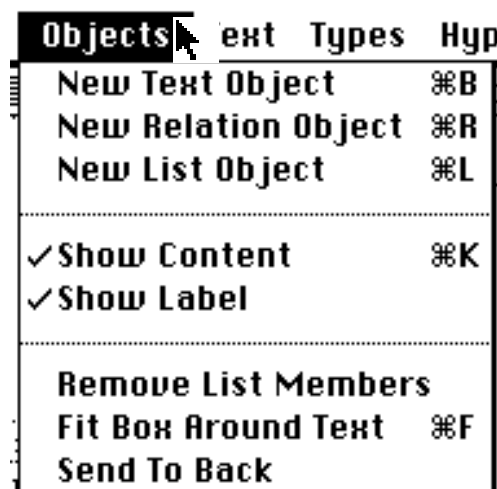 Objects ext Types Hyp
New Text Object ⌘B
New Relation Object ⌘R
New List Object ⌘L
✓Show Content ⌘K
✓Show Label
Remove List Members
Fit Box Around Text ⌘F
Send To Back